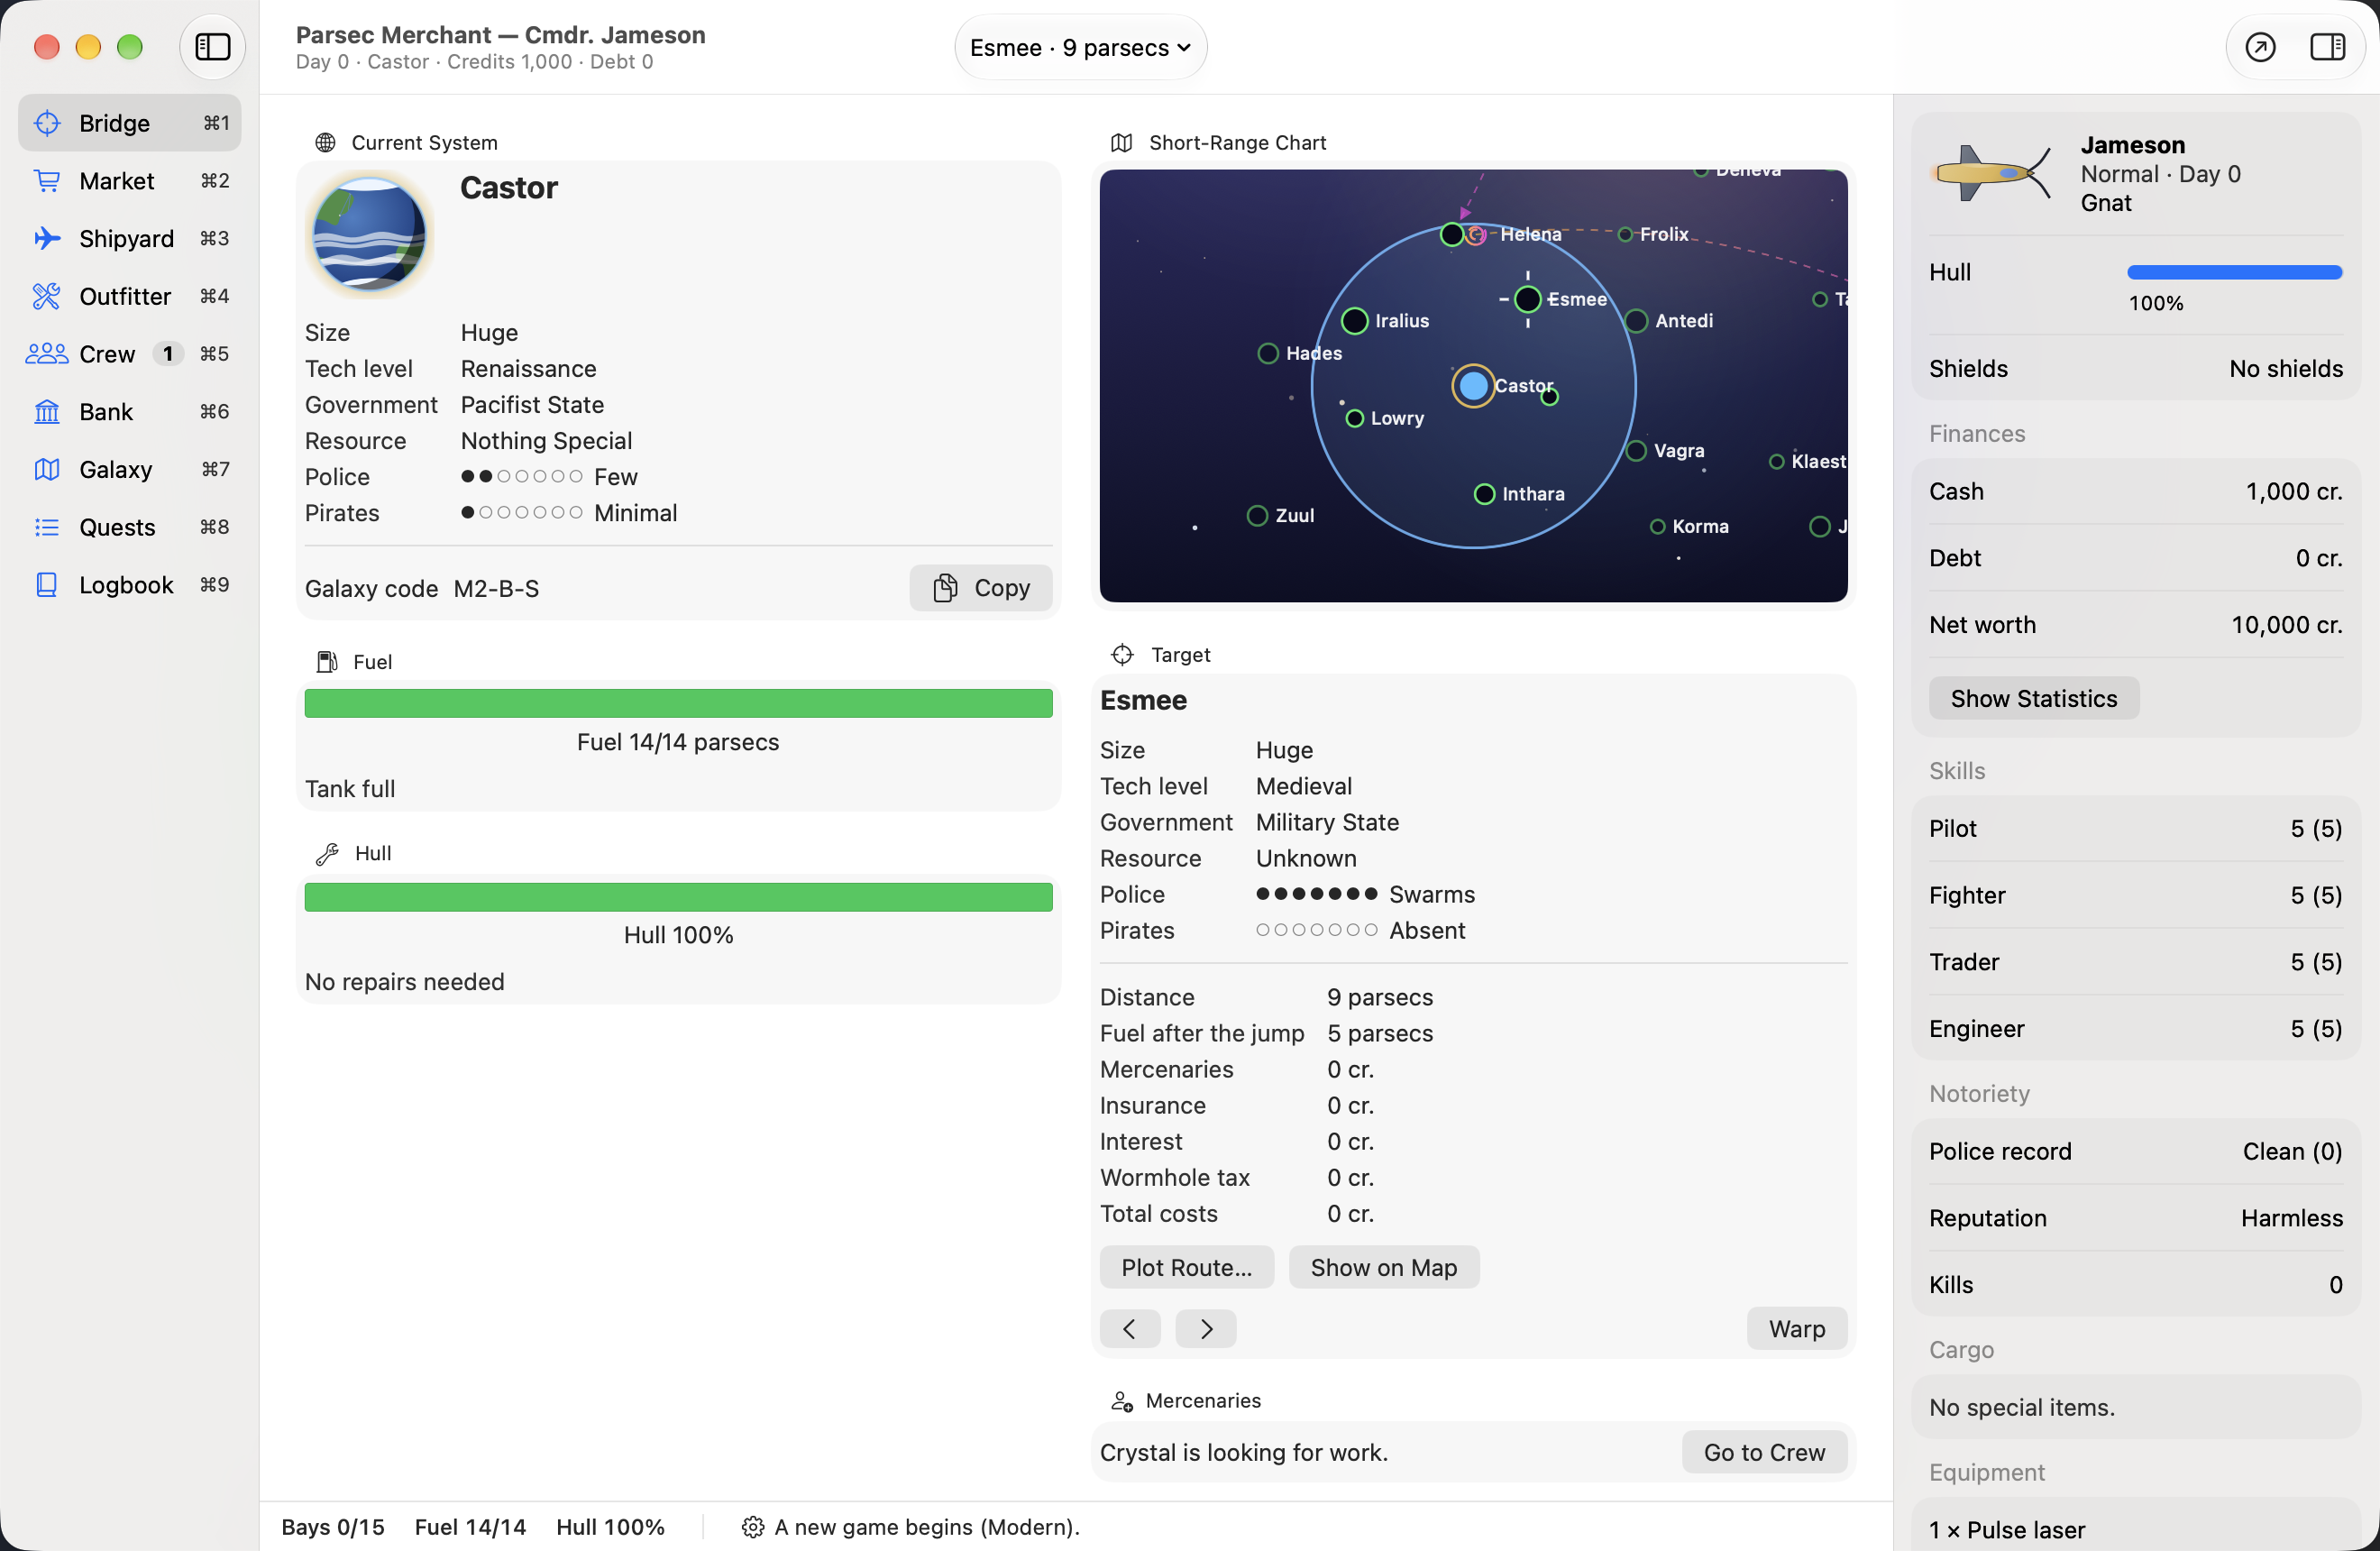 Parsec Merchant — Cmdr. Jameson
Day 0 · Castor · Credits 1,000 · Debt 0
Esmee · 9 parsecs
Bridge ⌘1
Market ⌘2
Shipyard ⌘3
Outfitter ⌘4
Crew 1 ⌘5
Bank ⌘6
Galaxy ⌘7
Quests ⌘8
Logbook ⌘9
Current System
Castor
Size Huge
Tech level Renaissance
Government Pacifist State
Resource Nothing Special
Police Few
Pirates Minimal
Galaxy code M2-B-S
Copy
Fuel
Fuel 14/14 parsecs
Tank full
Hull
Hull 100%
No repairs needed
Short-Range Chart
Deneva
Helena
Frolix
Esmee
Iralius
Antedi
Hades
Castor
Lowry
Vagra
Klaest
Inthara
Zuul
Korma
Target
Esmee
Size Huge
Tech level Medieval
Government Military State
Resource Unknown
Police Swarms
Pirates Absent
Distance 9 parsecs
Fuel after the jump 5 parsecs
Mercenaries 0 cr.
Insurance 0 cr.
Interest 0 cr.
Wormhole tax 0 cr.
Total costs 0 cr.
Plot Route... Show on Map
Warp
Mercenaries
Crystal is looking for work.
Go to Crew
Jameson
Normal · Day 0
Gnat
Hull
100%
Shields No shields
Finances
Cash 1,000 cr.
Debt 0 cr.
Net worth 10,000 cr.
Show Statistics
Skills
Pilot 5 (5)
Fighter 5 (5)
Trader 5 (5)
Engineer 5 (5)
Notoriety
Police record Clean (0)
Reputation Harmless
Kills 0
Cargo
No special items.
Equipment
1 × Pulse laser
Bays 0/15 Fuel 14/14 Hull 100% A new game begins (Modern).